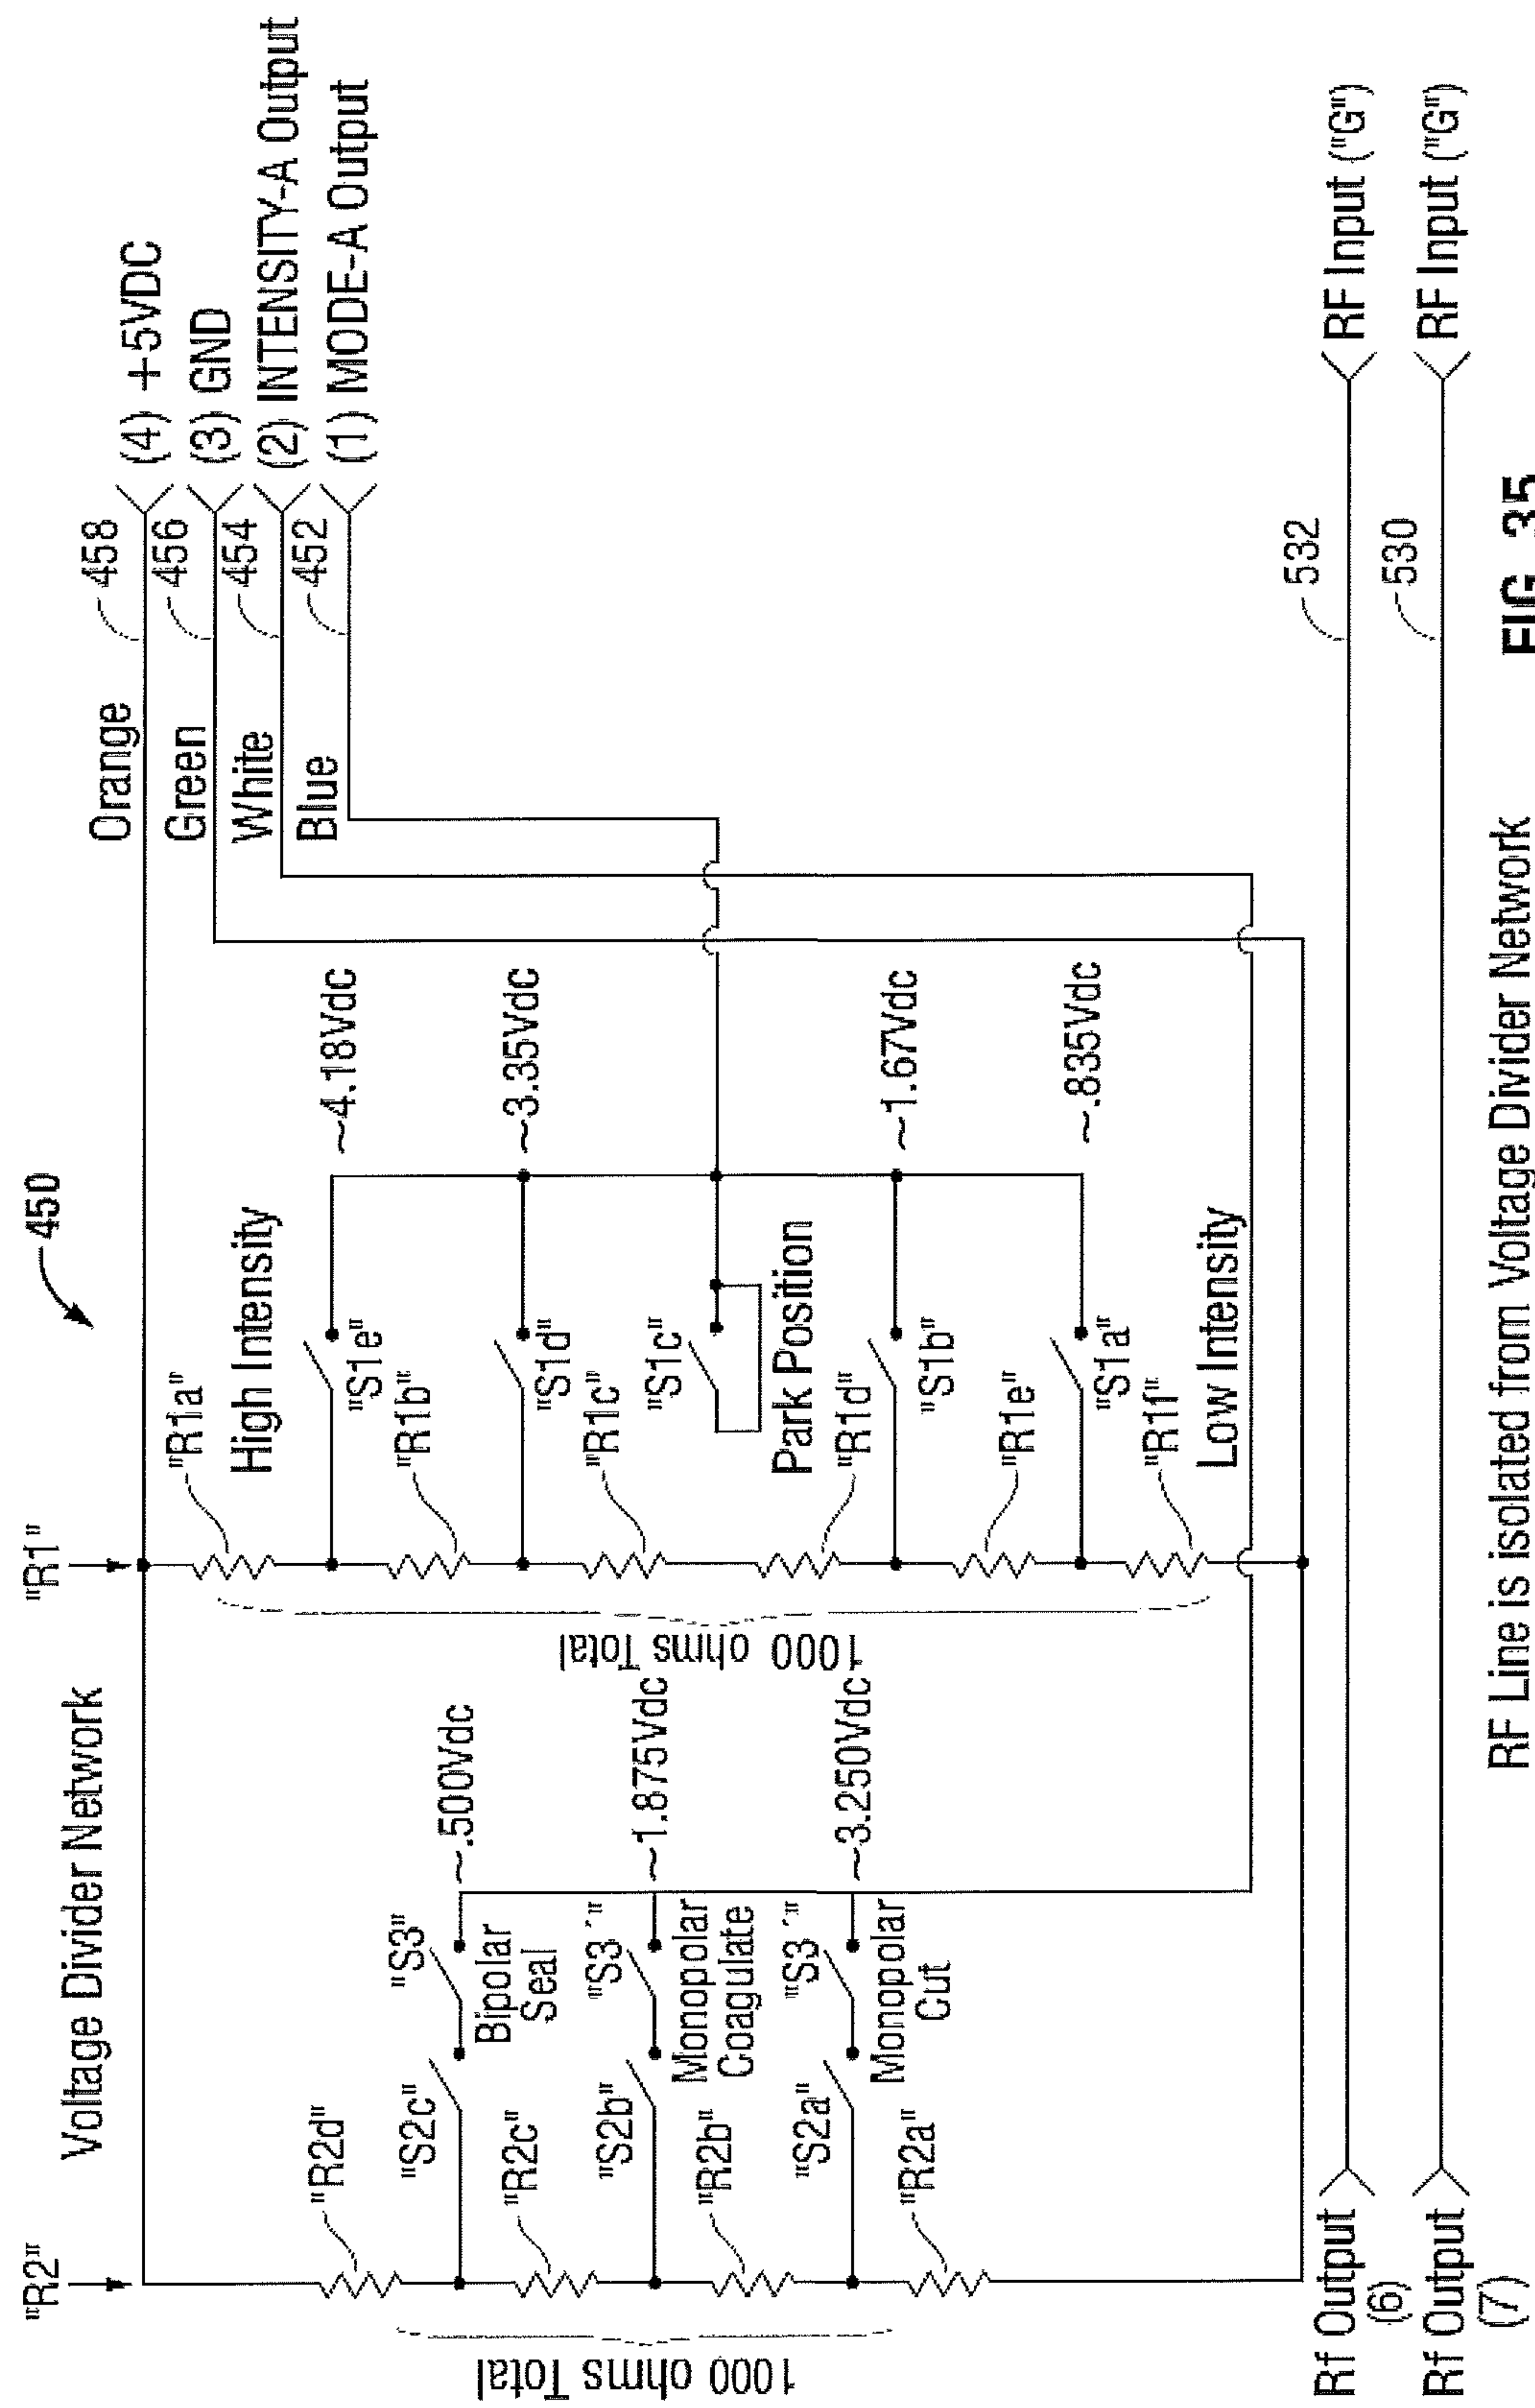 450
Voltage Divider Network
"R2"
"R1"
Orange
458
(4) +5VDC
Green
456
(3) GND
White
454
(2) INTENSITY-A Output
Blue
452
(1) MODE-A Output
"R2d"
"S2c"
"S3"
Bipolar
Seal
~.500Vdc
"R2c"
"S2b"
"S3´"
Monopolar
Coagulate
~1.875Vdc
"R2b"
"S2a"
"S3´´"
Monopolar
Cut
~3.250Vdc
"R2a"
1000 ohms Total
1000 ohms Total
"R1a"
High Intensity
"S1e"
~4.18Vdc
"R1b"
"S1d"
~3.35Vdc
"R1c"
"S1c"
Park Position
"R1d"
"S1b"
~1.67Vdc
"R1e"
"S1a"
~.835Vdc
"R1f"
Low Intensity
Rf Output
(6)
532
RF Input ("G")
Rf Output
(7)
530
RF Input ("G")
RF Line is isolated from Voltage Divider Network
FIG. 35